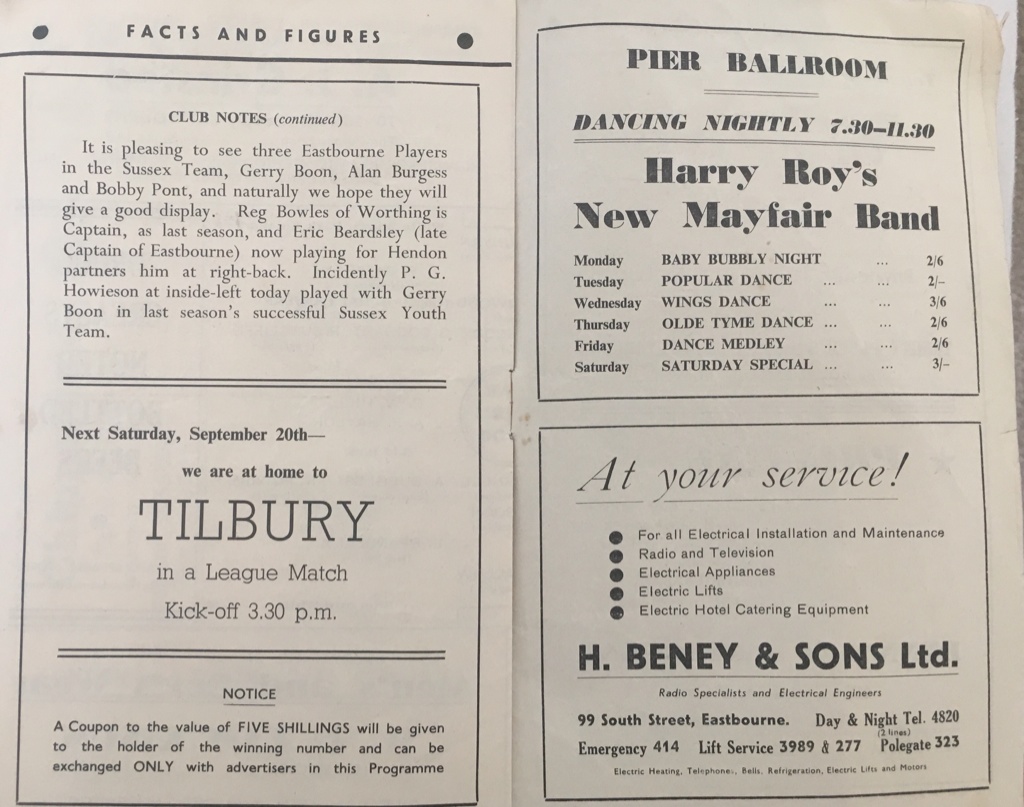 FACTS AND FIGURES
CLUB NOTES (continued)
It is pleasing to see three Eastbourne Players
in the Sussex Team, Gerry Boon, Alan Burgess
and Bobby Pont, and naturally we hope they will
give a good display. Reg Bowles of Worthing is
Captain, as last season, and Eric Beardsley (late
Captain of Eastbourne) now playing for Hendon
partners him at right-back. Incidently P. G.
Howieson at inside-left today played with Gerry
Boon in last season's successful Sussex Youth
Team.
Next Saturday, September 20th—
we are at home to
TILBURY
in a League Match
Kick-off 3.30 p.m.
NOTICE
A Coupon to the value of FIVE SHILLINGS will be given
to the holder of the winning number and can be
exchanged ONLY with advertisers in this Programme
PIER BALLROOM
DANCING NIGHTLY 7.30–11.30
Harry Roy's
New Mayfair Band
Monday BABY BUBBLY NIGHT ... 2/6
Tuesday POPULAR DANCE ... ... 2/–
Wednesday WINGS DANCE ... ... 3/6
Thursday OLDE TYME DANCE ... ... 2/6
Friday DANCE MEDLEY ... ... 2/6
Saturday SATURDAY SPECIAL ... ... 3/–
At your service!
● For all Electrical Installation and Maintenance
● Radio and Television
● Electrical Appliances
● Electric Lifts
● Electric Hotel Catering Equipment
H. BENEY & SONS Ltd.
Radio Specialists and Electrical Engineers
99 South Street, Eastbourne. Day & Night Tel. 4820
(2 lines)
Emergency 414 Lift Service 3989 & 277 Polegate 323
Electric Heating, Telephones, Bells, Refrigeration, Electric Lifts and Motors